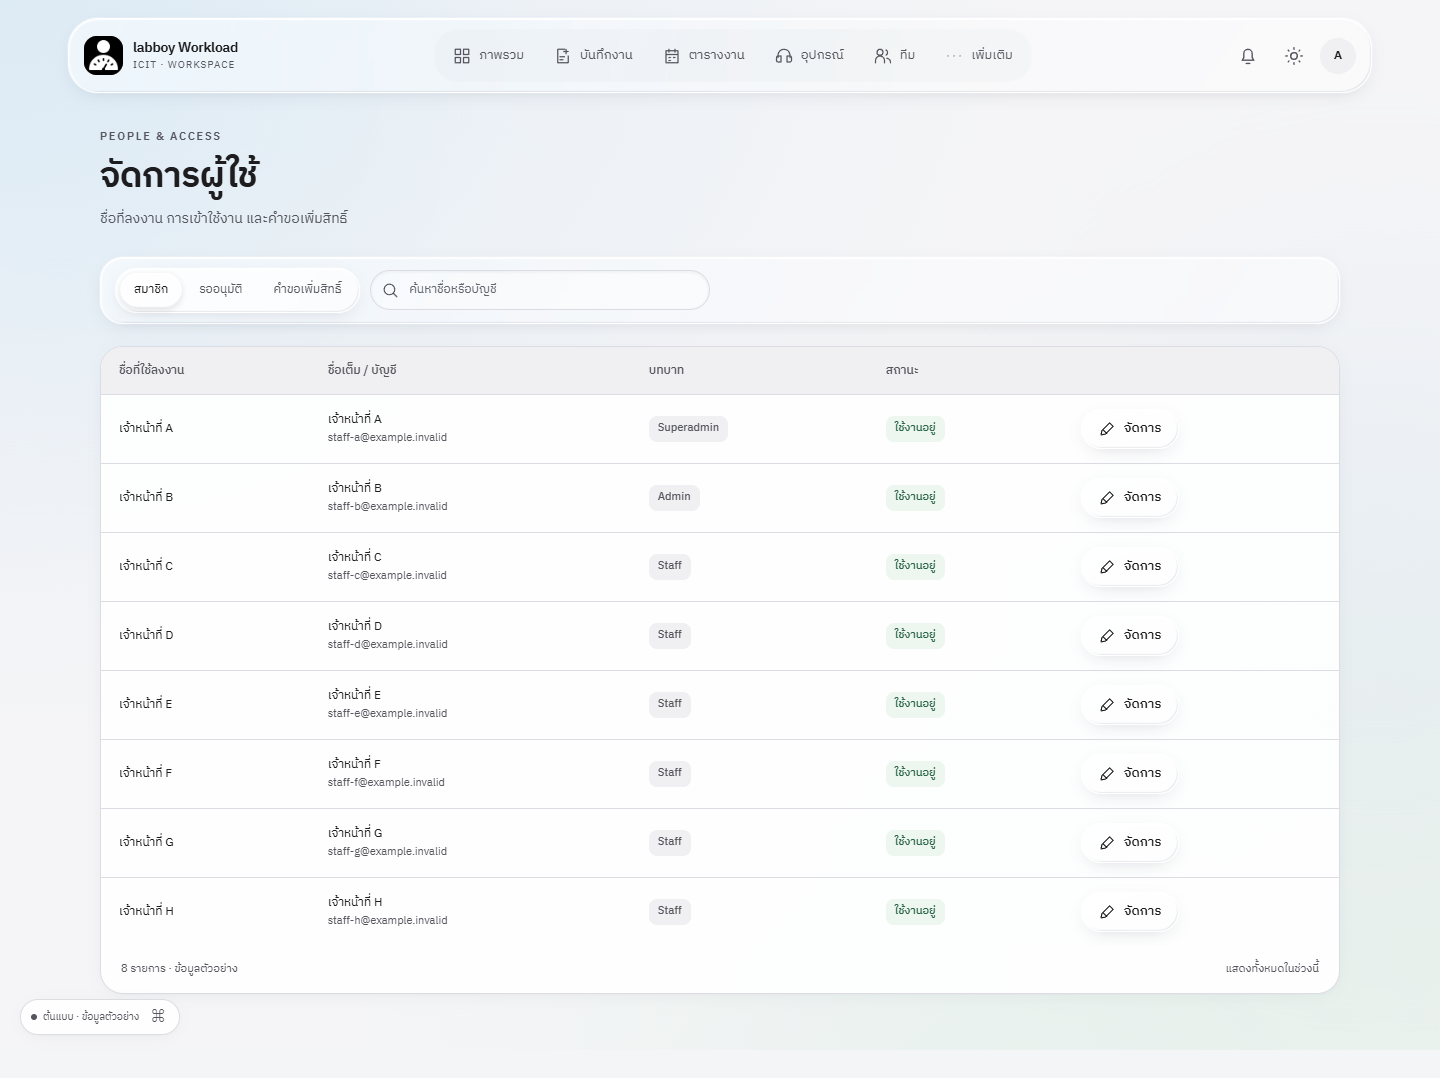 labboy Workload
ICIT · WORKSPACE
ภาพรวม
บันทึกงาน
ตารางงาน
อุปกรณ์
ทีม
··· เพิ่มเติม
A
PEOPLE & ACCESS
จัดการผู้ใช้
ชื่อที่ลงงาน การเข้าใช้งาน และคำขอเพิ่มสิทธิ์
สมาชิก
รออนุมัติ
คำขอเพิ่มสิทธิ์
ค้นหาชื่อหรือบัญชี
ชื่อที่ใช้ลงงาน
ชื่อเต็ม / บัญชี
บทบาท
สถานะ
เจ้าหน้าที่ A
เจ้าหน้าที่ A
staff-a@example.invalid
Superadmin
ใช้งานอยู่
จัดการ
เจ้าหน้าที่ B
เจ้าหน้าที่ B
staff-b@example.invalid
Admin
ใช้งานอยู่
จัดการ
เจ้าหน้าที่ C
เจ้าหน้าที่ C
staff-c@example.invalid
Staff
ใช้งานอยู่
จัดการ
เจ้าหน้าที่ D
เจ้าหน้าที่ D
staff-d@example.invalid
Staff
ใช้งานอยู่
จัดการ
เจ้าหน้าที่ E
เจ้าหน้าที่ E
staff-e@example.invalid
Staff
ใช้งานอยู่
จัดการ
เจ้าหน้าที่ F
เจ้าหน้าที่ F
staff-f@example.invalid
Staff
ใช้งานอยู่
จัดการ
เจ้าหน้าที่ G
เจ้าหน้าที่ G
staff-g@example.invalid
Staff
ใช้งานอยู่
จัดการ
เจ้าหน้าที่ H
เจ้าหน้าที่ H
staff-h@example.invalid
Staff
ใช้งานอยู่
จัดการ
8 รายการ · ข้อมูลตัวอย่าง
แสดงทั้งหมดในช่วงนี้
ต้นแบบ · ข้อมูลตัวอย่าง ⌘